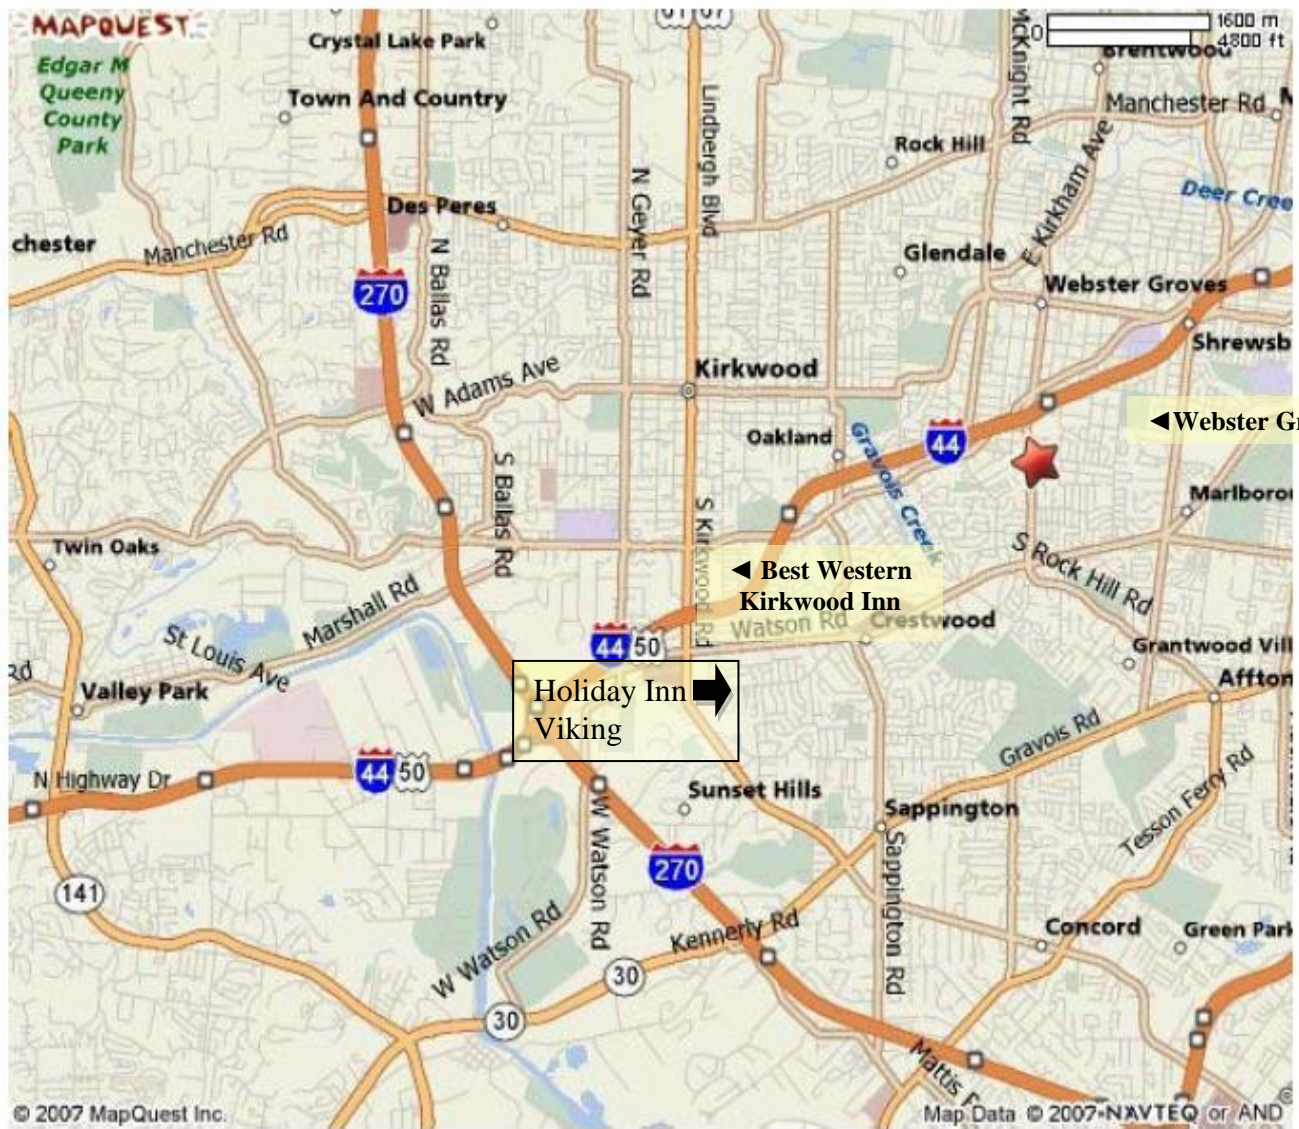 MAPQUEST
61 67
0
1600 m
4800 ft
Crystal Lake Park
McKnight Rd
Brentwood
Edgar M
Queeny
County
Park
Town And Country
Lindbergh Blvd
Manchester Rd
Rock Hill
N Geyer Rd
E Kirkham Ave
Deer Cree
Des Peres
chester
Manchester Rd
N Ballas Rd
Glendale
270
Webster Groves
Shrewsb
Kirkwood
W Adams Ave
◄Webster Gr
Oakland
Gravois Creek
44
S Ballas Rd
S Kirkwood Rd
Marlborou
Twin Oaks
S Rock Hill Rd
◄ Best Western
Kirkwood Inn
Marshall Rd
Watson Rd
Crestwood
St Louis Ave
44 50
Grantwood Vill
Rd
Valley Park
Holiday Inn
Viking
Affton
Gravois Rd
N Highway Dr
44 50
Sunset Hills
Sappington
Tesson Ferry Rd
W Watson Rd
270
Sappington Rd
141
Kennerly Rd
Concord
Green Park
W Watson Rd
30
30
Mattis
© 2007 MapQuest Inc.
Map Data © 2007 NAVTEQ or AND